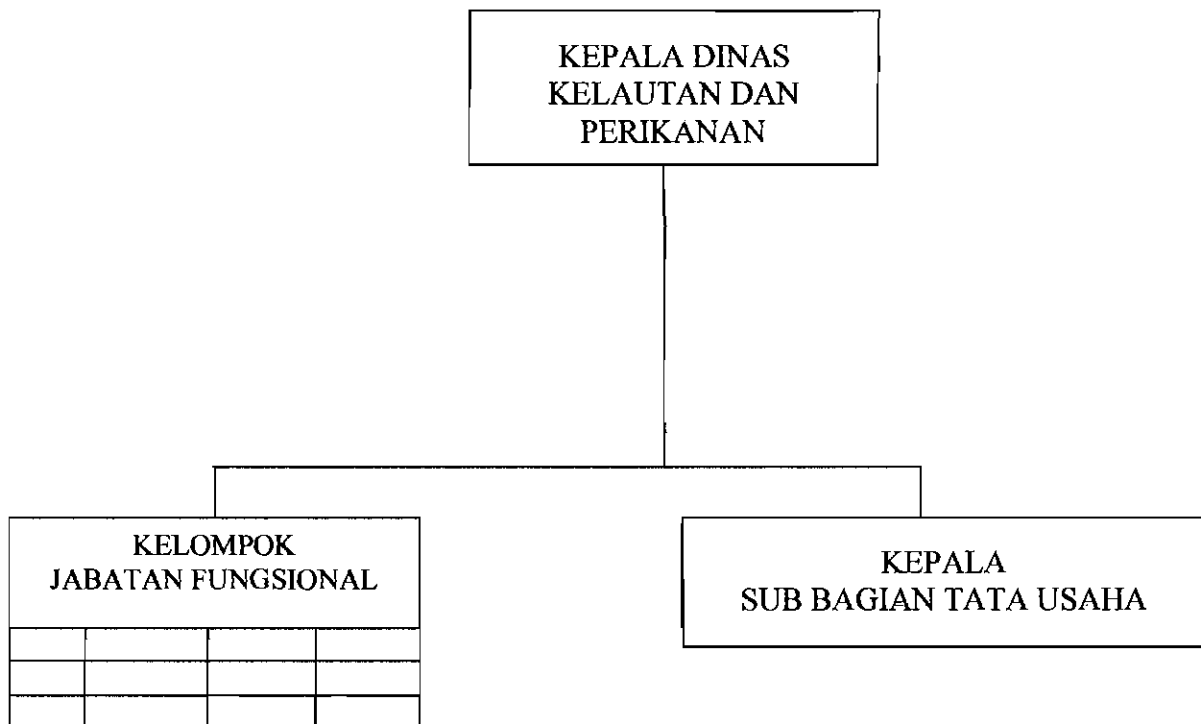 KEPALA DINAS
KELAUTAN DAN
PERIKANAN
KELOMPOK
JABATAN FUNGSIONAL
KEPALA
SUB BAGIAN TATA USAHA